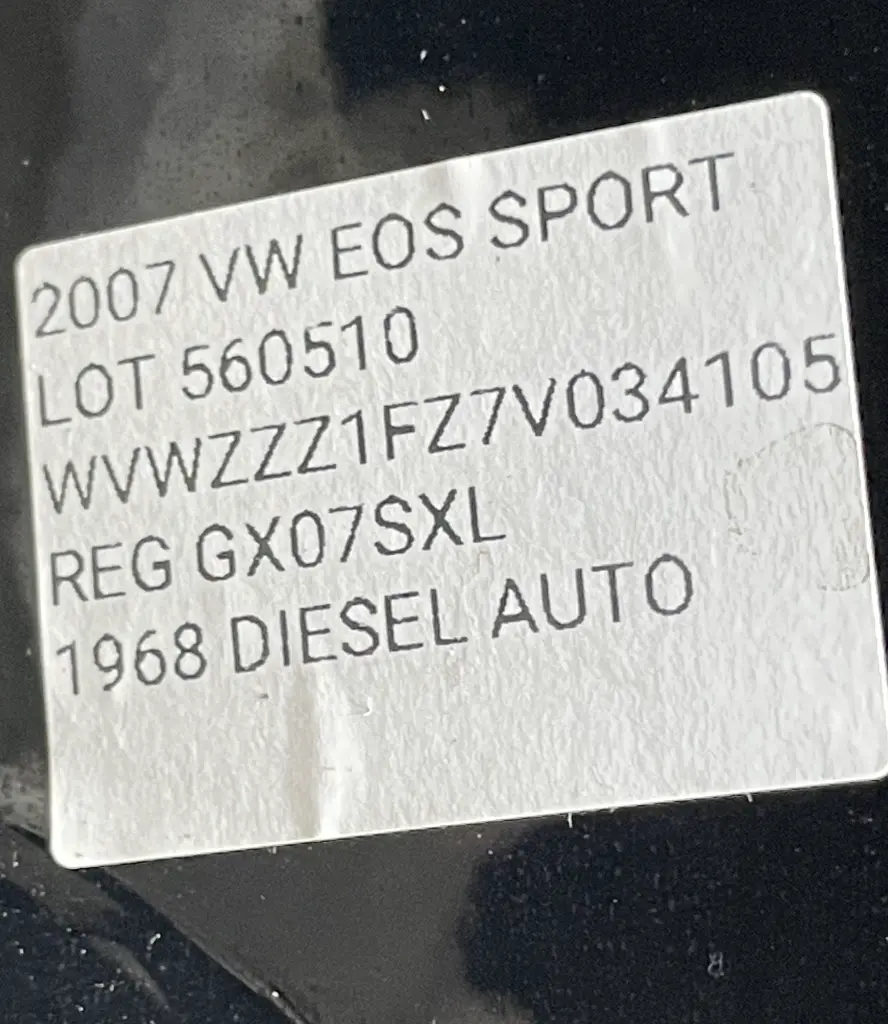 2007 VW EOS SPORT
LOT 560510
WVWZZZ1FZ7V034105
REG GX07SXL
1968 DIESEL AUTO